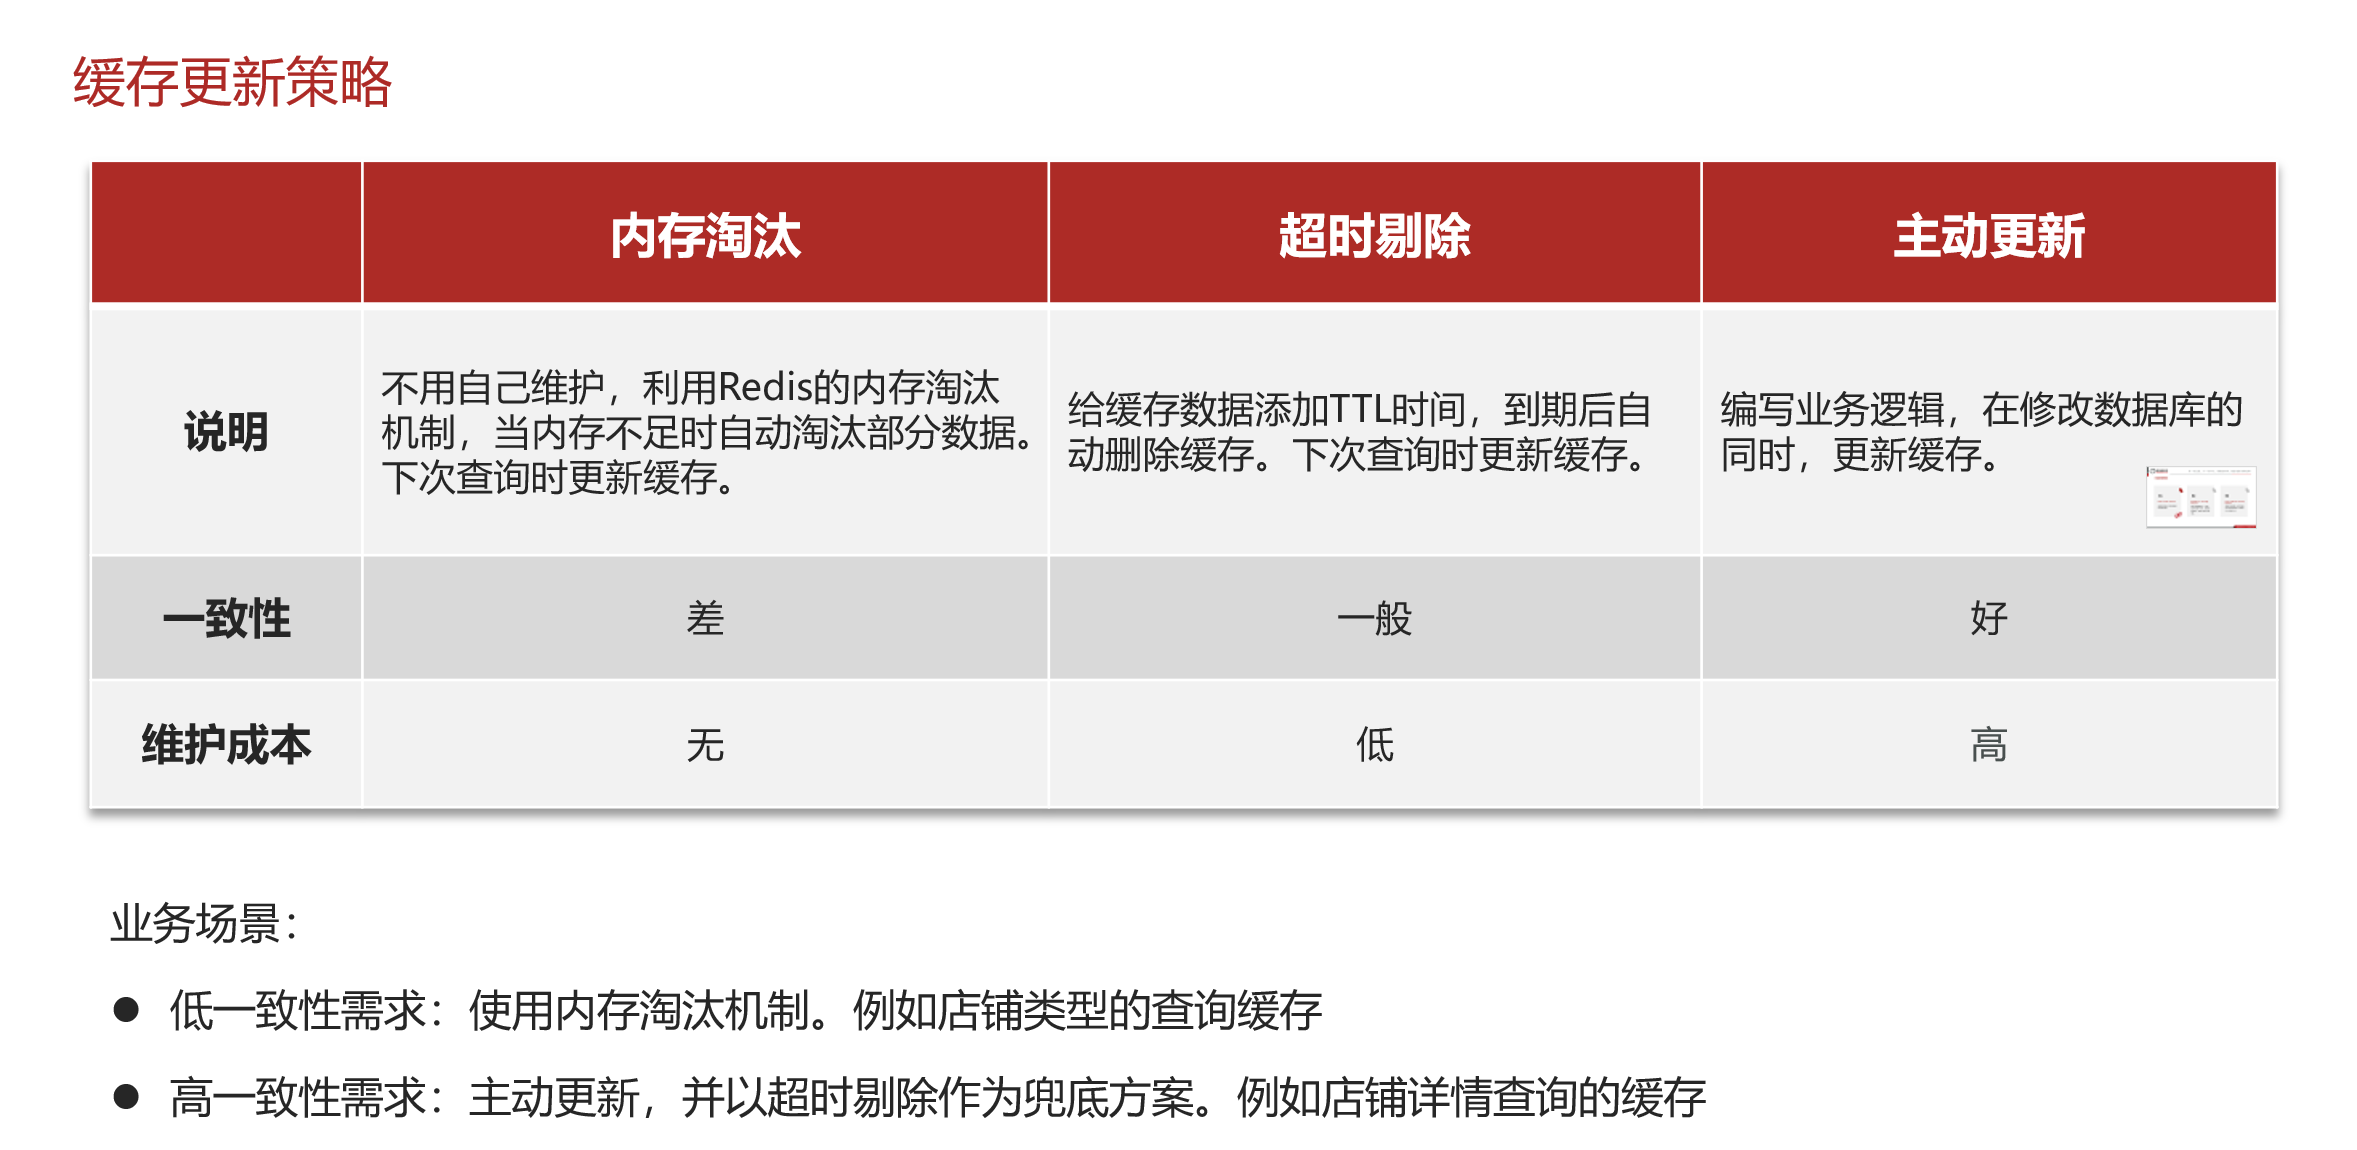 缓存更新策略
内存淘汰
超时剔除
主动更新
说明
不用自己维护，利用Redis的内存淘汰
机制，当内存不足时自动淘汰部分数据。
下次查询时更新缓存。
给缓存数据添加TTL时间，到期后自
动删除缓存。下次查询时更新缓存。
编写业务逻辑，在修改数据库的
同时，更新缓存。
一致性
差
一般
好
维护成本
无
低
高
业务场景：
● 低一致性需求：使用内存淘汰机制。例如店铺类型的查询缓存
● 高一致性需求：主动更新，并以超时剔除作为兜底方案。例如店铺详情查询的缓存